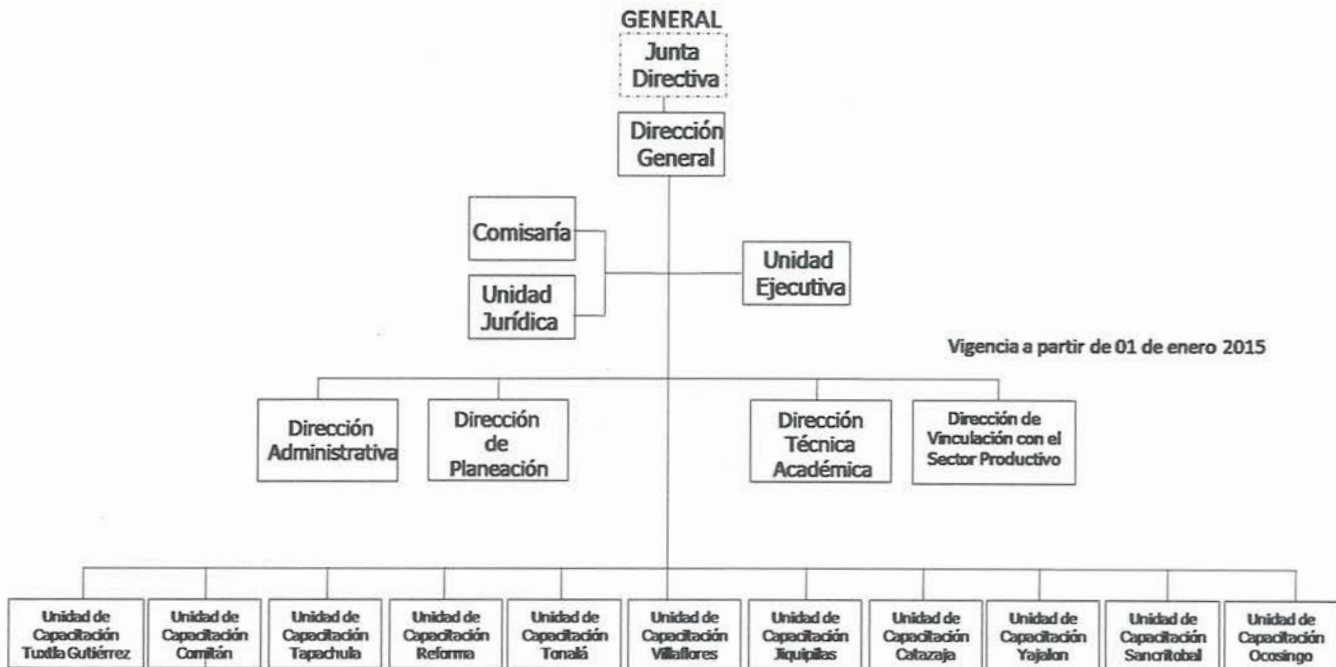 GENERAL
Junta
Directiva
Dirección
General
Comisaría
Unidad
Jurídica
Unidad
Ejecutiva
Vigencia a partir de 01 de enero 2015
Dirección
Administrativa
Dirección
de
Planeación
Dirección
Técnica
Académica
Dirección de
Vinculación con el
Sector Productivo
Unidad de
Capacitación
Tuxtla Gutiérrez
Unidad de
Capacitación
Comitán
Unidad de
Capacitación
Tapachula
Unidad de
Capacitación
Reforma
Unidad de
Capacitación
Tonalá
Unidad de
Capacitación
Villaflores
Unidad de
Capacitación
Jiquipilas
Unidad de
Capacitación
Catazaja
Unidad de
Capacitación
Yajalon
Unidad de
Capacitación
Sancritobal
Unidad de
Capacitación
Ocosingo